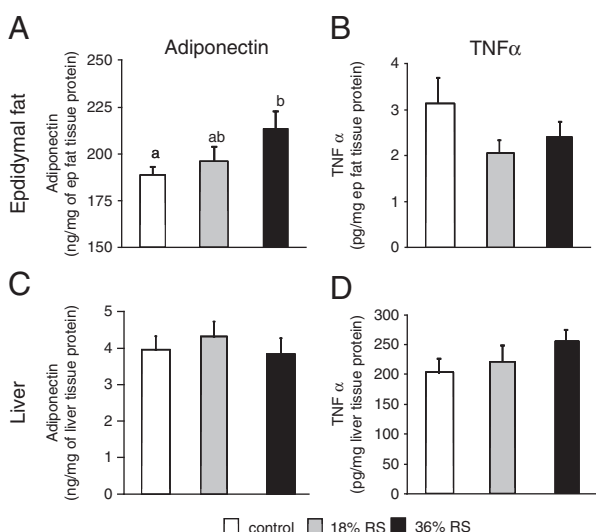 A
Adiponectin
B
TNFα
Epdidymal fat
Adiponectin
(ng/mg of ep fat tissue protein)
250
225
200
175
150
a
ab
b
TNF α
(pg/mg ep fat tissue protein)
4
3
2
1
0
C
Liver
Adiponectin
(ng/mg of liver tissue protein)
5
4
3
2
1
0
D
TNF α
(pg/mg liver tissue protein)
300
250
200
150
100
50
0
control 18% RS 36% RS